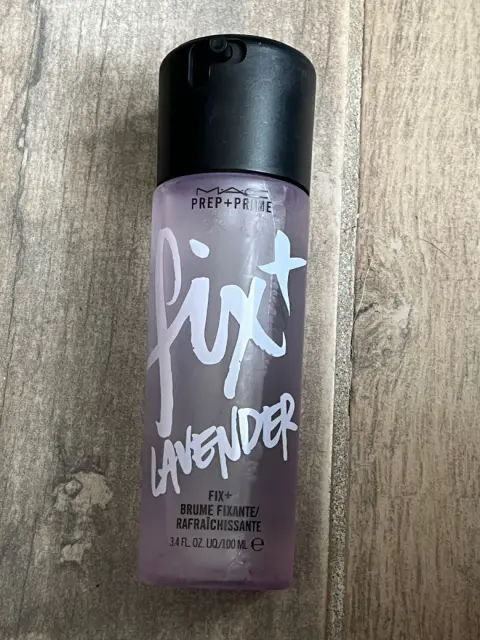 MAC
PREP+PRIME
fix+
LAVENDER
FIX+
BRUME FIXANTE/
RAFRAÎCHISSANTE
3.4 FL. OZ. LIQ./100 ML ℮